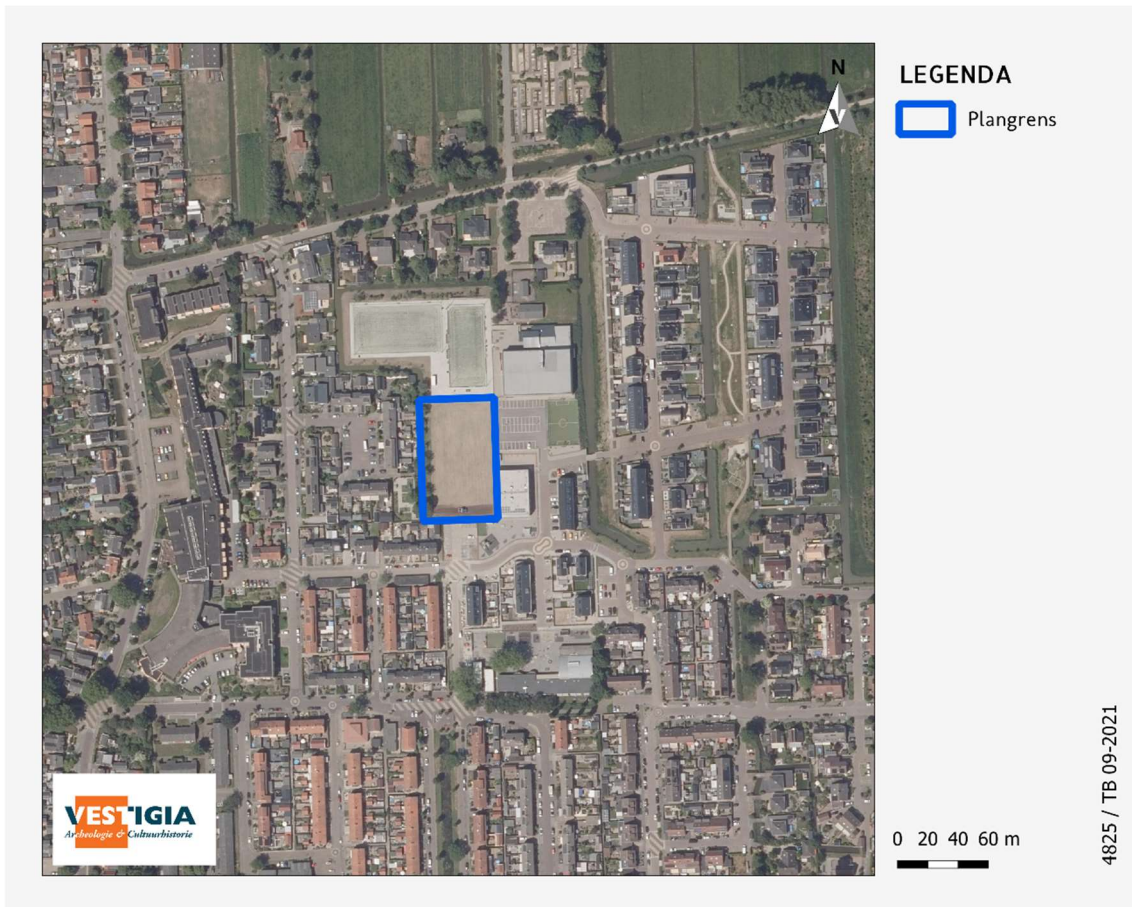 N
LEGENDA
Plangrens
VESTIGIA
Archeologie & Cultuurhistorie
0 20 40 60 m
4825 / TB 09-2021